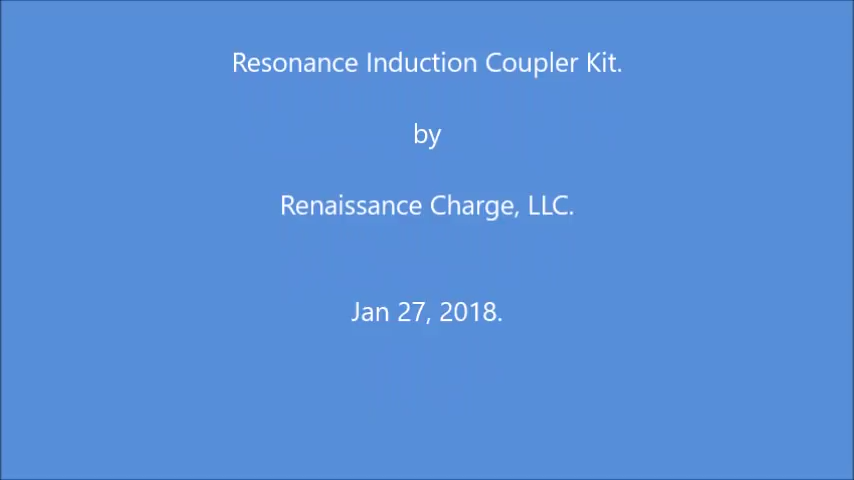 Resonance Induction Coupler Kit.
by
Renaissance Charge, LLC.
Jan 27, 2018.